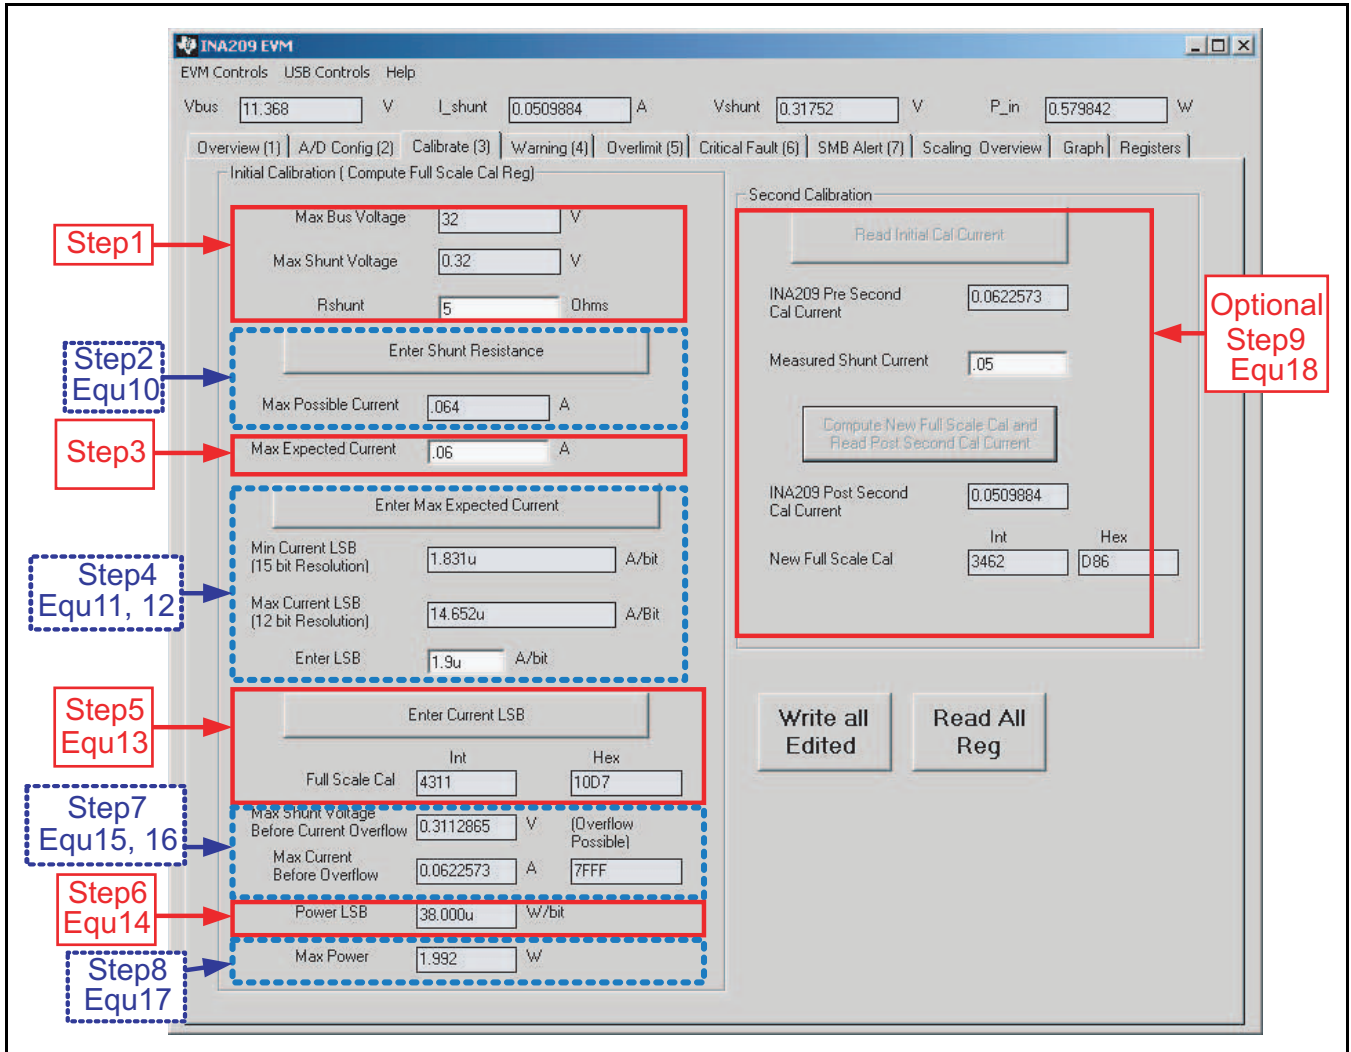 INA209 EVM
EVM Controls USB Controls Help
Vbus 11.368 V I_shunt 0.0509884 A Vshunt 0.31752 V P_in 0.579842 W
Overview (1) A/D Config (2) Calibrate (3) Warning (4) Overlimit (5) Critical Fault (6) SMB Alert (7) Scaling Overview Graph Registers
Initial Calibration ( Compute Full Scale Cal Reg)
Step1
Max Bus Voltage 32 V
Max Shunt Voltage 0.32 V
Rshunt 5 Ohms
Step2
Equ10
Enter Shunt Resistance
Max Possible Current .064 A
Step3
Max Expected Current .06 A
Enter Max Expected Current
Step4
Equ11, 12
Min Current LSB
(15 bit Resolution) 1.831u A/bit
Max Current LSB
(12 bit Resolution) 14.652u A/Bit
Enter LSB 1.9u A/bit
Step5
Equ13
Enter Current LSB
Int Hex
Full Scale Cal 4311 10D7
Step7
Equ15, 16
Max Shunt Voltage
Before Current Overflow 0.3112865 V (Overflow
Possible)
Max Current
Before Overflow 0.0622573 A 7FFF
Step6
Equ14
Power LSB 38.000u W/bit
Step8
Equ17
Max Power 1.992 W
Second Calibration
Read Initial Cal Current
INA209 Pre Second
Cal Current 0.0622573
Measured Shunt Current .05
Compute New Full Scale Cal and
Read Post Second Cal Current
INA209 Post Second
Cal Current 0.0509884
Int Hex
New Full Scale Cal 3462 D86
Optional
Step9
Equ18
Write all
Edited
Read All
Reg